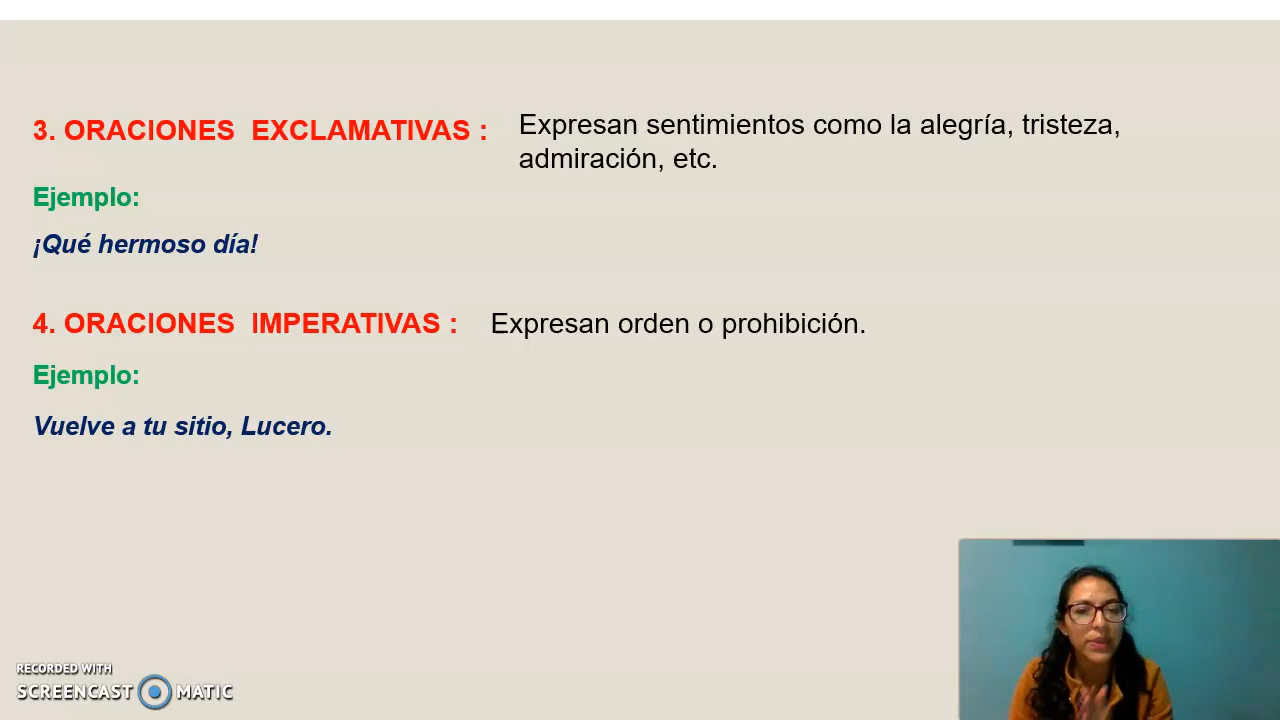 3. ORACIONES EXCLAMATIVAS :
Expresan sentimientos como la alegría, tristeza,
admiración, etc.
Ejemplo:
¡Qué hermoso día!
4. ORACIONES IMPERATIVAS :
Expresan orden o prohibición.
Ejemplo:
Vuelve a tu sitio, Lucero.
RECORDED WITH
SCREENCAST MATIC